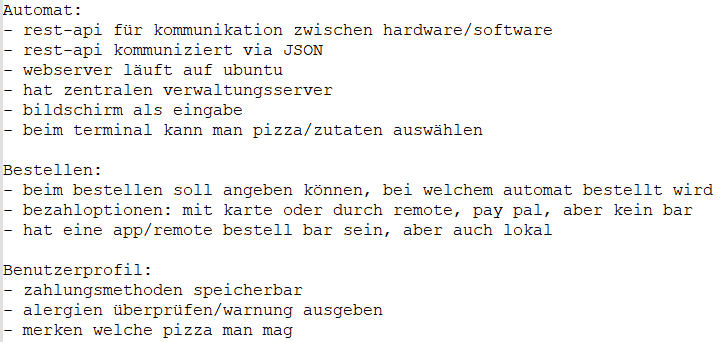 Automat:
- rest-api für kommunikation zwischen hardware/software
- rest-api kommuniziert via JSON
- webserver läuft auf ubuntu
- hat zentralen verwaltungsserver
- bildschirm als eingabe
- beim terminal kann man pizza/zutaten auswählen
Bestellen:
- beim bestellen soll angeben können, bei welchem automat bestellt wird
- bezahloptionen: mit karte oder durch remote, pay pal, aber kein bar
- hat eine app/remote bestell bar sein, aber auch lokal
Benutzerprofil:
- zahlungsmethoden speicherbar
- alergien überprüfen/warnung ausgeben
- merken welche pizza man mag